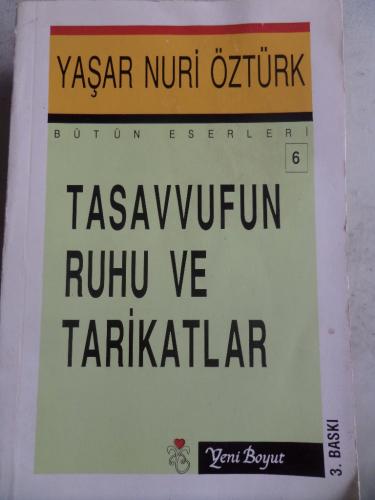 YAŞAR NURİ ÖZTÜRK
BÜTÜN ESERLERİ
6
TASAVVUFUN
RUHU VE
TARİKATLAR
Yeni Boyut
3. BASKI